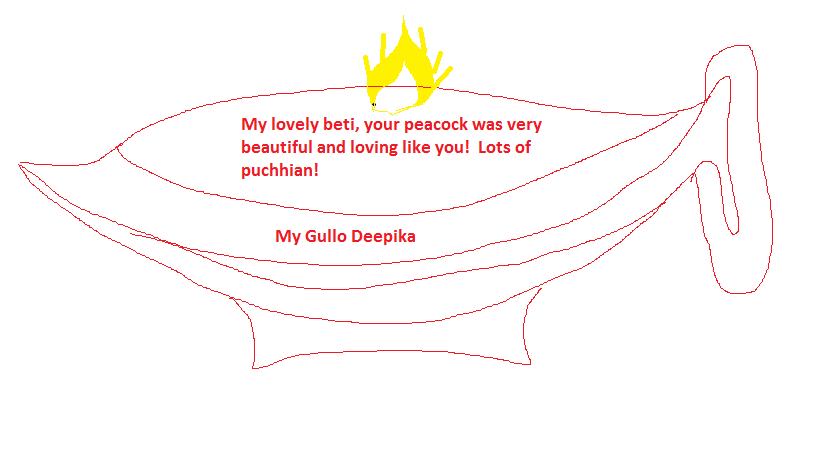 My lovely beti, your peacock was very
beautiful and loving like you!  Lots of
puchhian!
My Gullo Deepika